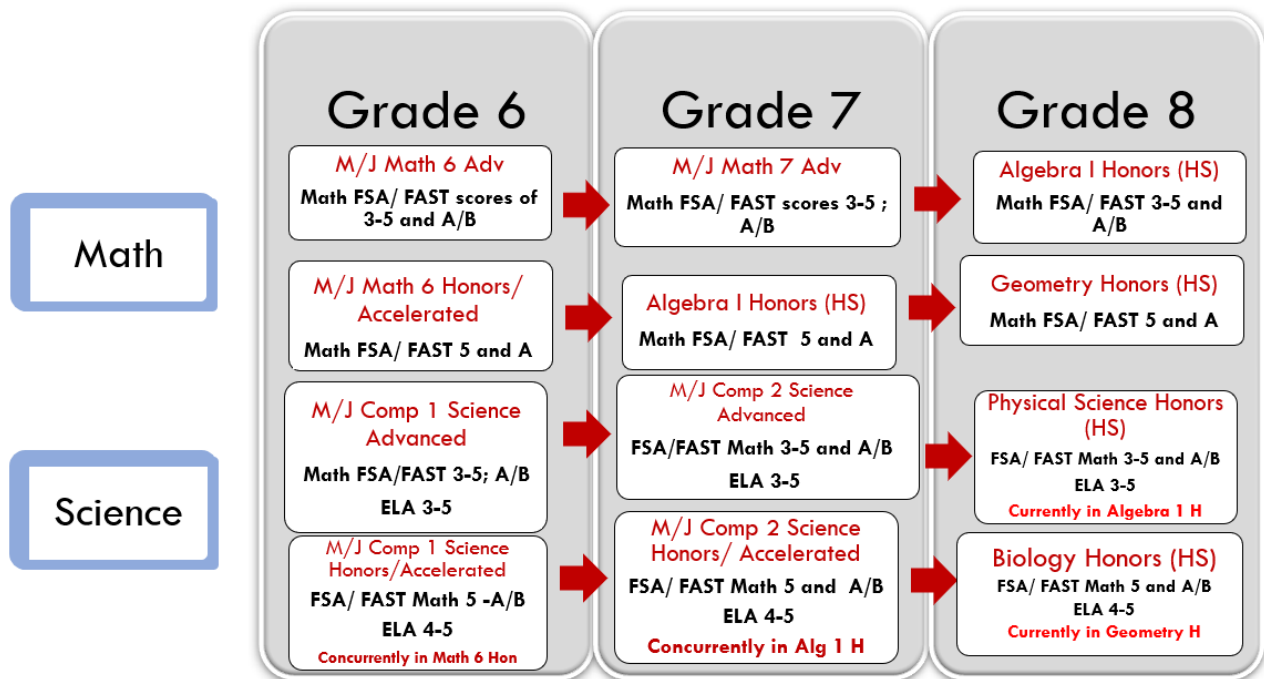 Grade 6
Grade 7
Grade 8
Math
M/J Math 6 Adv
Math FSA/ FAST scores of
3-5 and A/B
M/J Math 7 Adv
Math FSA/ FAST scores 3-5 ;
A/B
Algebra I Honors (HS)
Math FSA/ FAST 3-5 and
A/B
M/J Math 6 Honors/
Accelerated
Math FSA/ FAST 5 and A
Algebra I Honors (HS)
Math FSA/ FAST  5 and A
Geometry Honors (HS)
Math FSA/ FAST 5 and A
Science
M/J Comp 1 Science
Advanced
Math FSA/FAST 3-5; A/B
ELA 3-5
M/J Comp 2 Science
Advanced
FSA/FAST Math 3-5 and A/B
ELA 3-5
Physical Science Honors
(HS)
FSA/ FAST Math 3-5 and A/B
ELA 3-5
Currently in Algebra 1 H
M/J Comp 1 Science
Honors/Accelerated
FSA/ FAST Math 5 -A/B
ELA 4-5
Concurrently in Math 6 Hon
M/J Comp 2 Science
Honors/ Accelerated
FSA/ FAST Math 5 and  A/B
ELA 4-5
Concurrently in Alg 1 H
Biology Honors (HS)
FSA/ FAST Math 5 and A/B
ELA 4-5
Currently in Geometry H